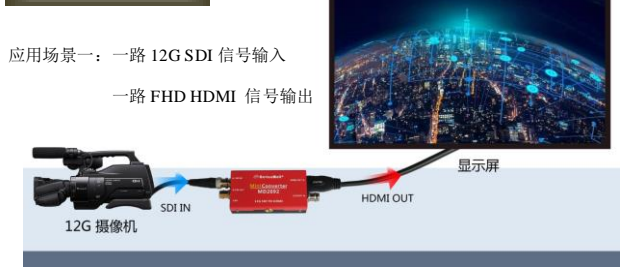 应用场景一：一路 12G SDI 信号输入
一路 FHD HDMI 信号输出
显示屏
HDMI OUT
SDI IN
12G 摄像机
MiniConverter